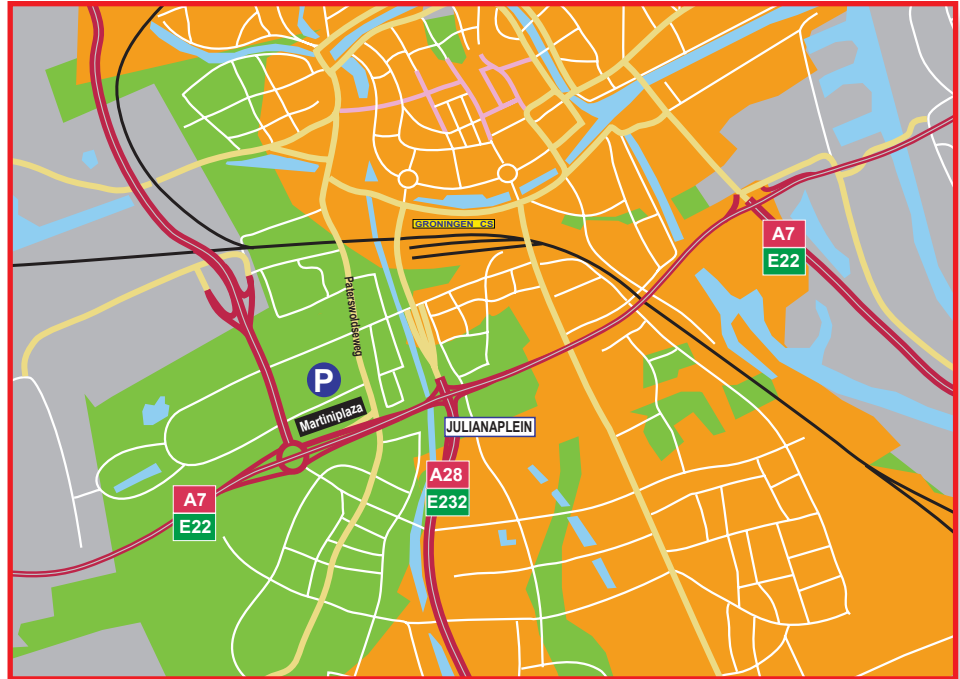 GRONINGEN CS
A7
E22
Paterswoldseweg
P
Martiniplaza
JULIANAPLEIN
A28
E232
A7
E22